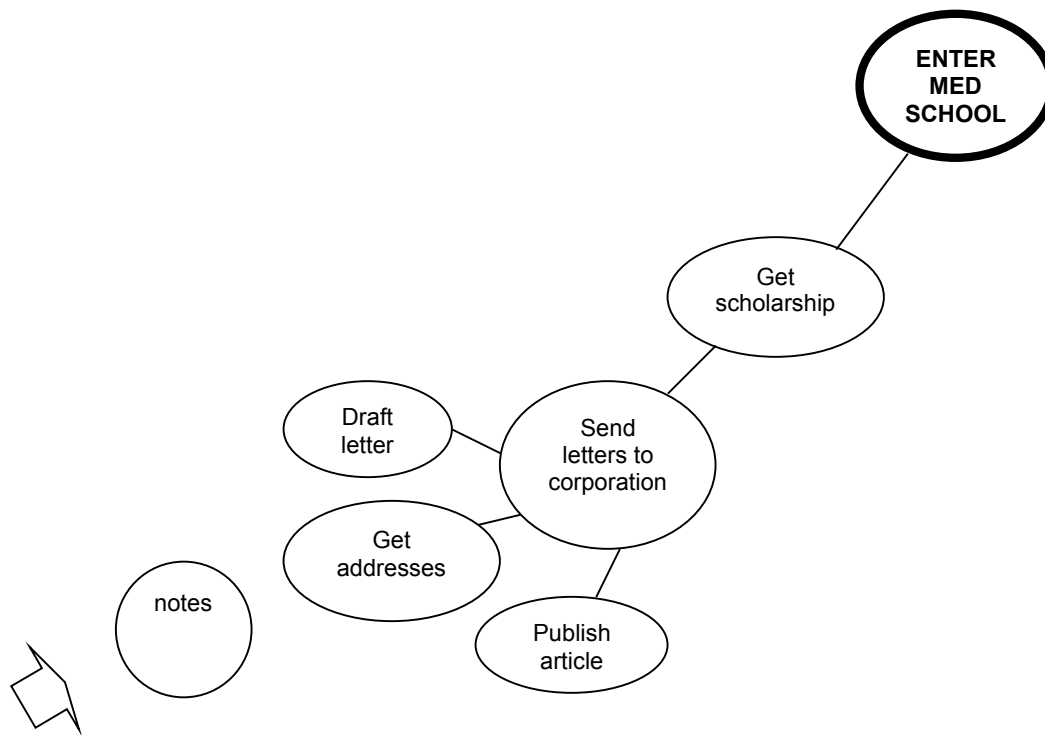 ENTER
MED
SCHOOL
Get
scholarship
Draft
letter
Send
letters to
corporation
Get
addresses
notes
Publish
article